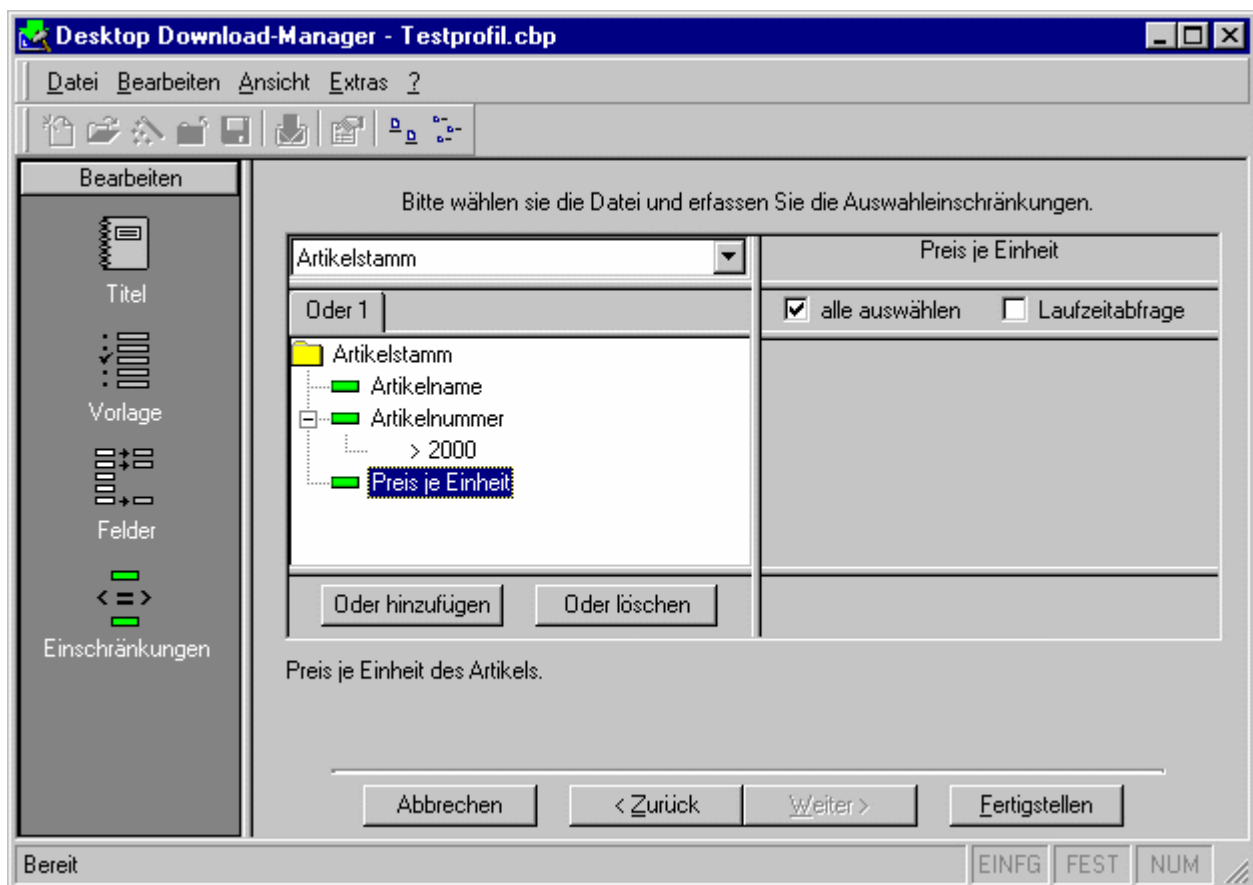 Desktop Download-Manager - Testprofil.cbp
Datei Bearbeiten Ansicht Extras ?
Bearbeiten
Titel
Vorlage
Felder
< = >
Einschränkungen
Bitte wählen sie die Datei und erfassen Sie die Auswahleinschränkungen.
Artikelstamm
Preis je Einheit
Oder 1
alle auswählen Laufzeitabfrage
Artikelstamm
Artikelname
Artikelnummer
> 2000
Preis je Einheit
Oder hinzufügen Oder löschen
Preis je Einheit des Artikels.
Abbrechen < Zurück Weiter > Fertigstellen
Bereit EINFG FEST NUM